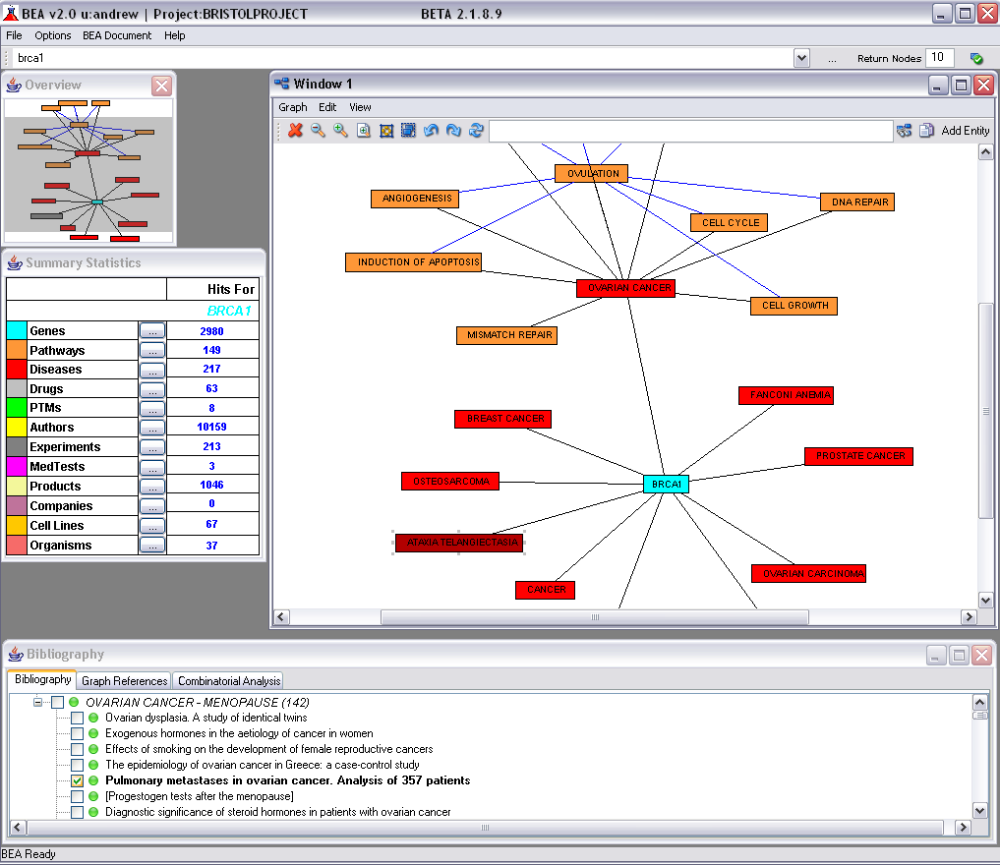 BEA v2.0 u:andrew | Project:BRISTOLPROJECT BETA 2.1.8.9
File Options BEA Document Help
brca1 ... Return Nodes 10
Overview
Window 1
Graph Edit View
Add Entity
OVULATION
ANGIOGENESIS
DNA REPAIR
CELL CYCLE
INDUCTION OF APOPTOSIS
OVARIAN CANCER
CELL GROWTH
MISMATCH REPAIR
FANCONI ANEMIA
BREAST CANCER
PROSTATE CANCER
OSTEOSARCOMA
BRCA1
ATAXIA TELANGIECTASIA
OVARIAN CARCINOMA
CANCER
Summary Statistics
Hits For
BRCA1
Genes ... 2980
Pathways ... 149
Diseases ... 217
Drugs ... 63
PTMs ... 8
Authors ... 10159
Experiments ... 213
MedTests ... 3
Products ... 1046
Companies ... 0
Cell Lines ... 67
Organisms ... 37
Bibliography
Bibliography Graph References Combinatorial Analysis
OVARIAN CANCER - MENOPAUSE (142)
Ovarian dysplasia. A study of identical twins
Exogenous hormones in the aetiology of cancer in women
Effects of smoking on the development of female reproductive cancers
The epidemiology of ovarian cancer in Greece: a case-control study
Pulmonary metastases in ovarian cancer. Analysis of 357 patients
[Progestogen tests after the menopause]
Diagnostic significance of steroid hormones in patients with ovarian cancer
BEA Ready